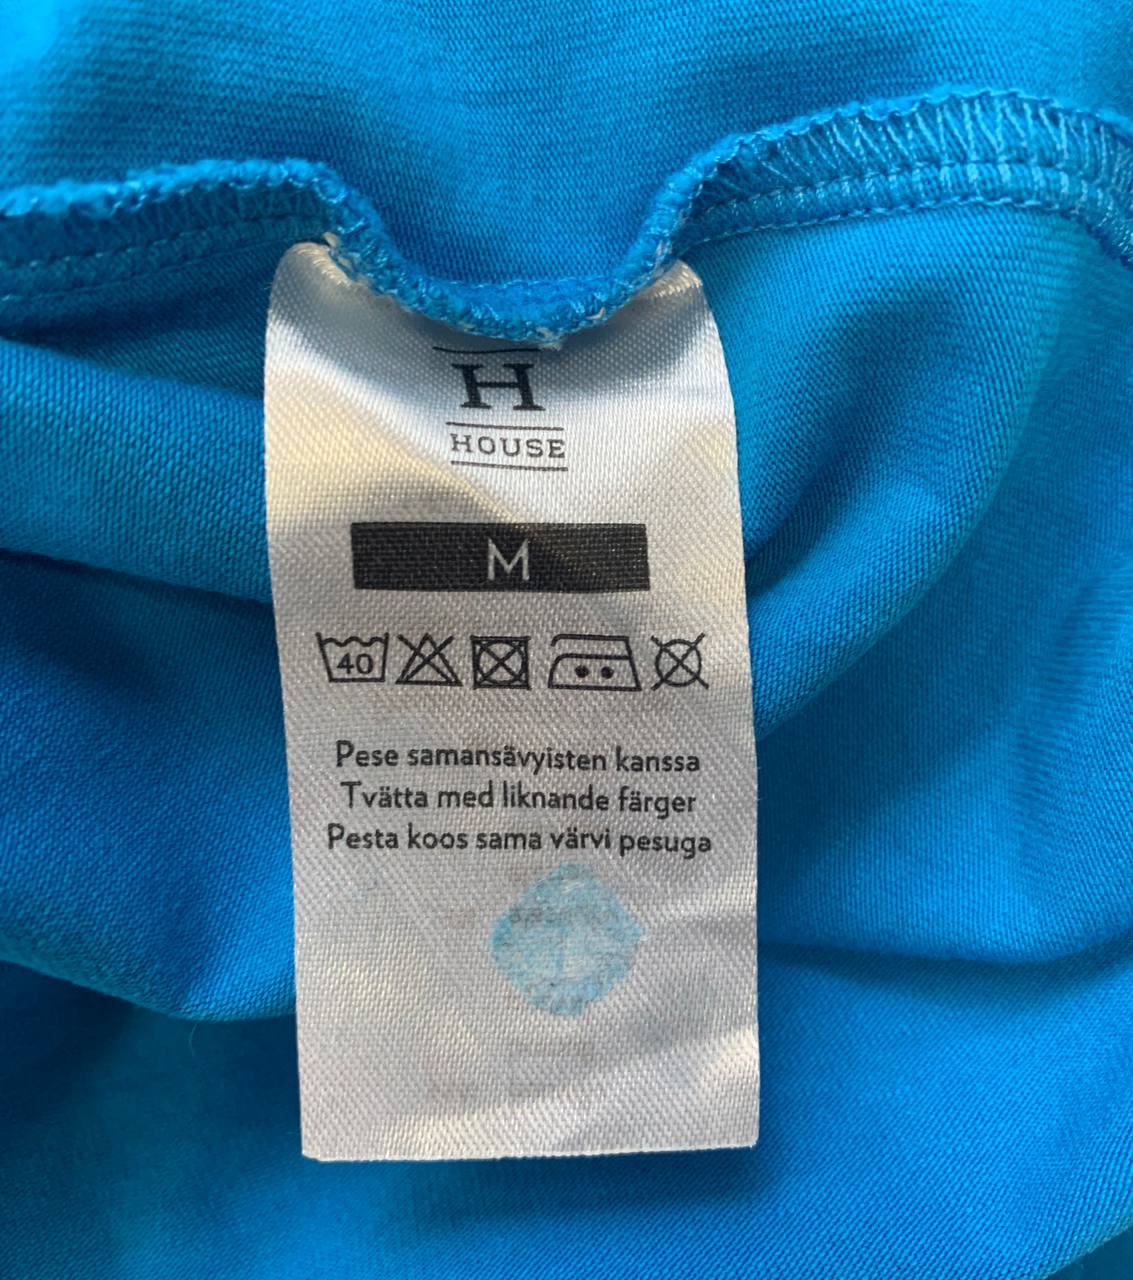 H
HOUSE
M
40
Pese samansävyisten kanssa
Tvätta med liknande färger
Pesta koos sama värvi pesuga